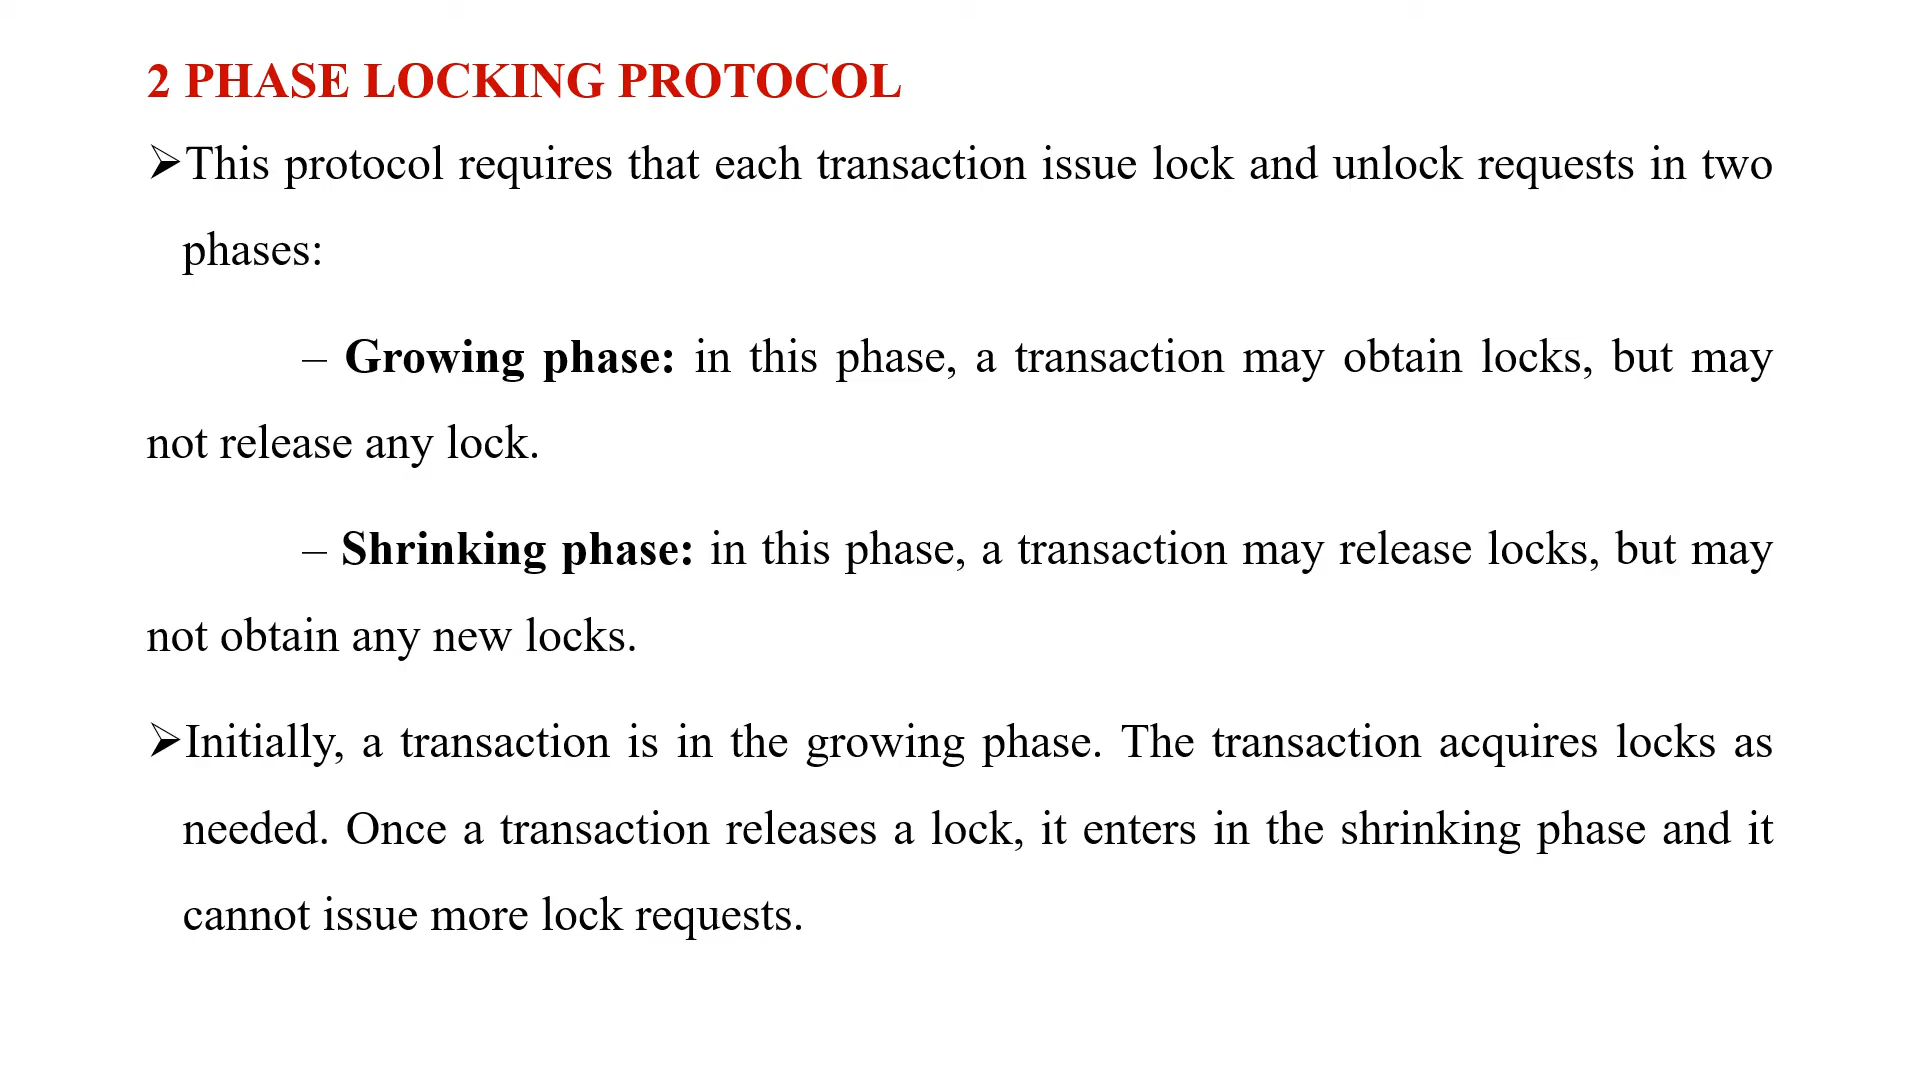 2 PHASE LOCKING PROTOCOL
➢This protocol requires that each transaction issue lock and unlock requests in two
phases:
– Growing phase: in this phase, a transaction may obtain locks, but may
not release any lock.
– Shrinking phase: in this phase, a transaction may release locks, but may
not obtain any new locks.
➢Initially, a transaction is in the growing phase. The transaction acquires locks as
needed. Once a transaction releases a lock, it enters in the shrinking phase and it
cannot issue more lock requests.